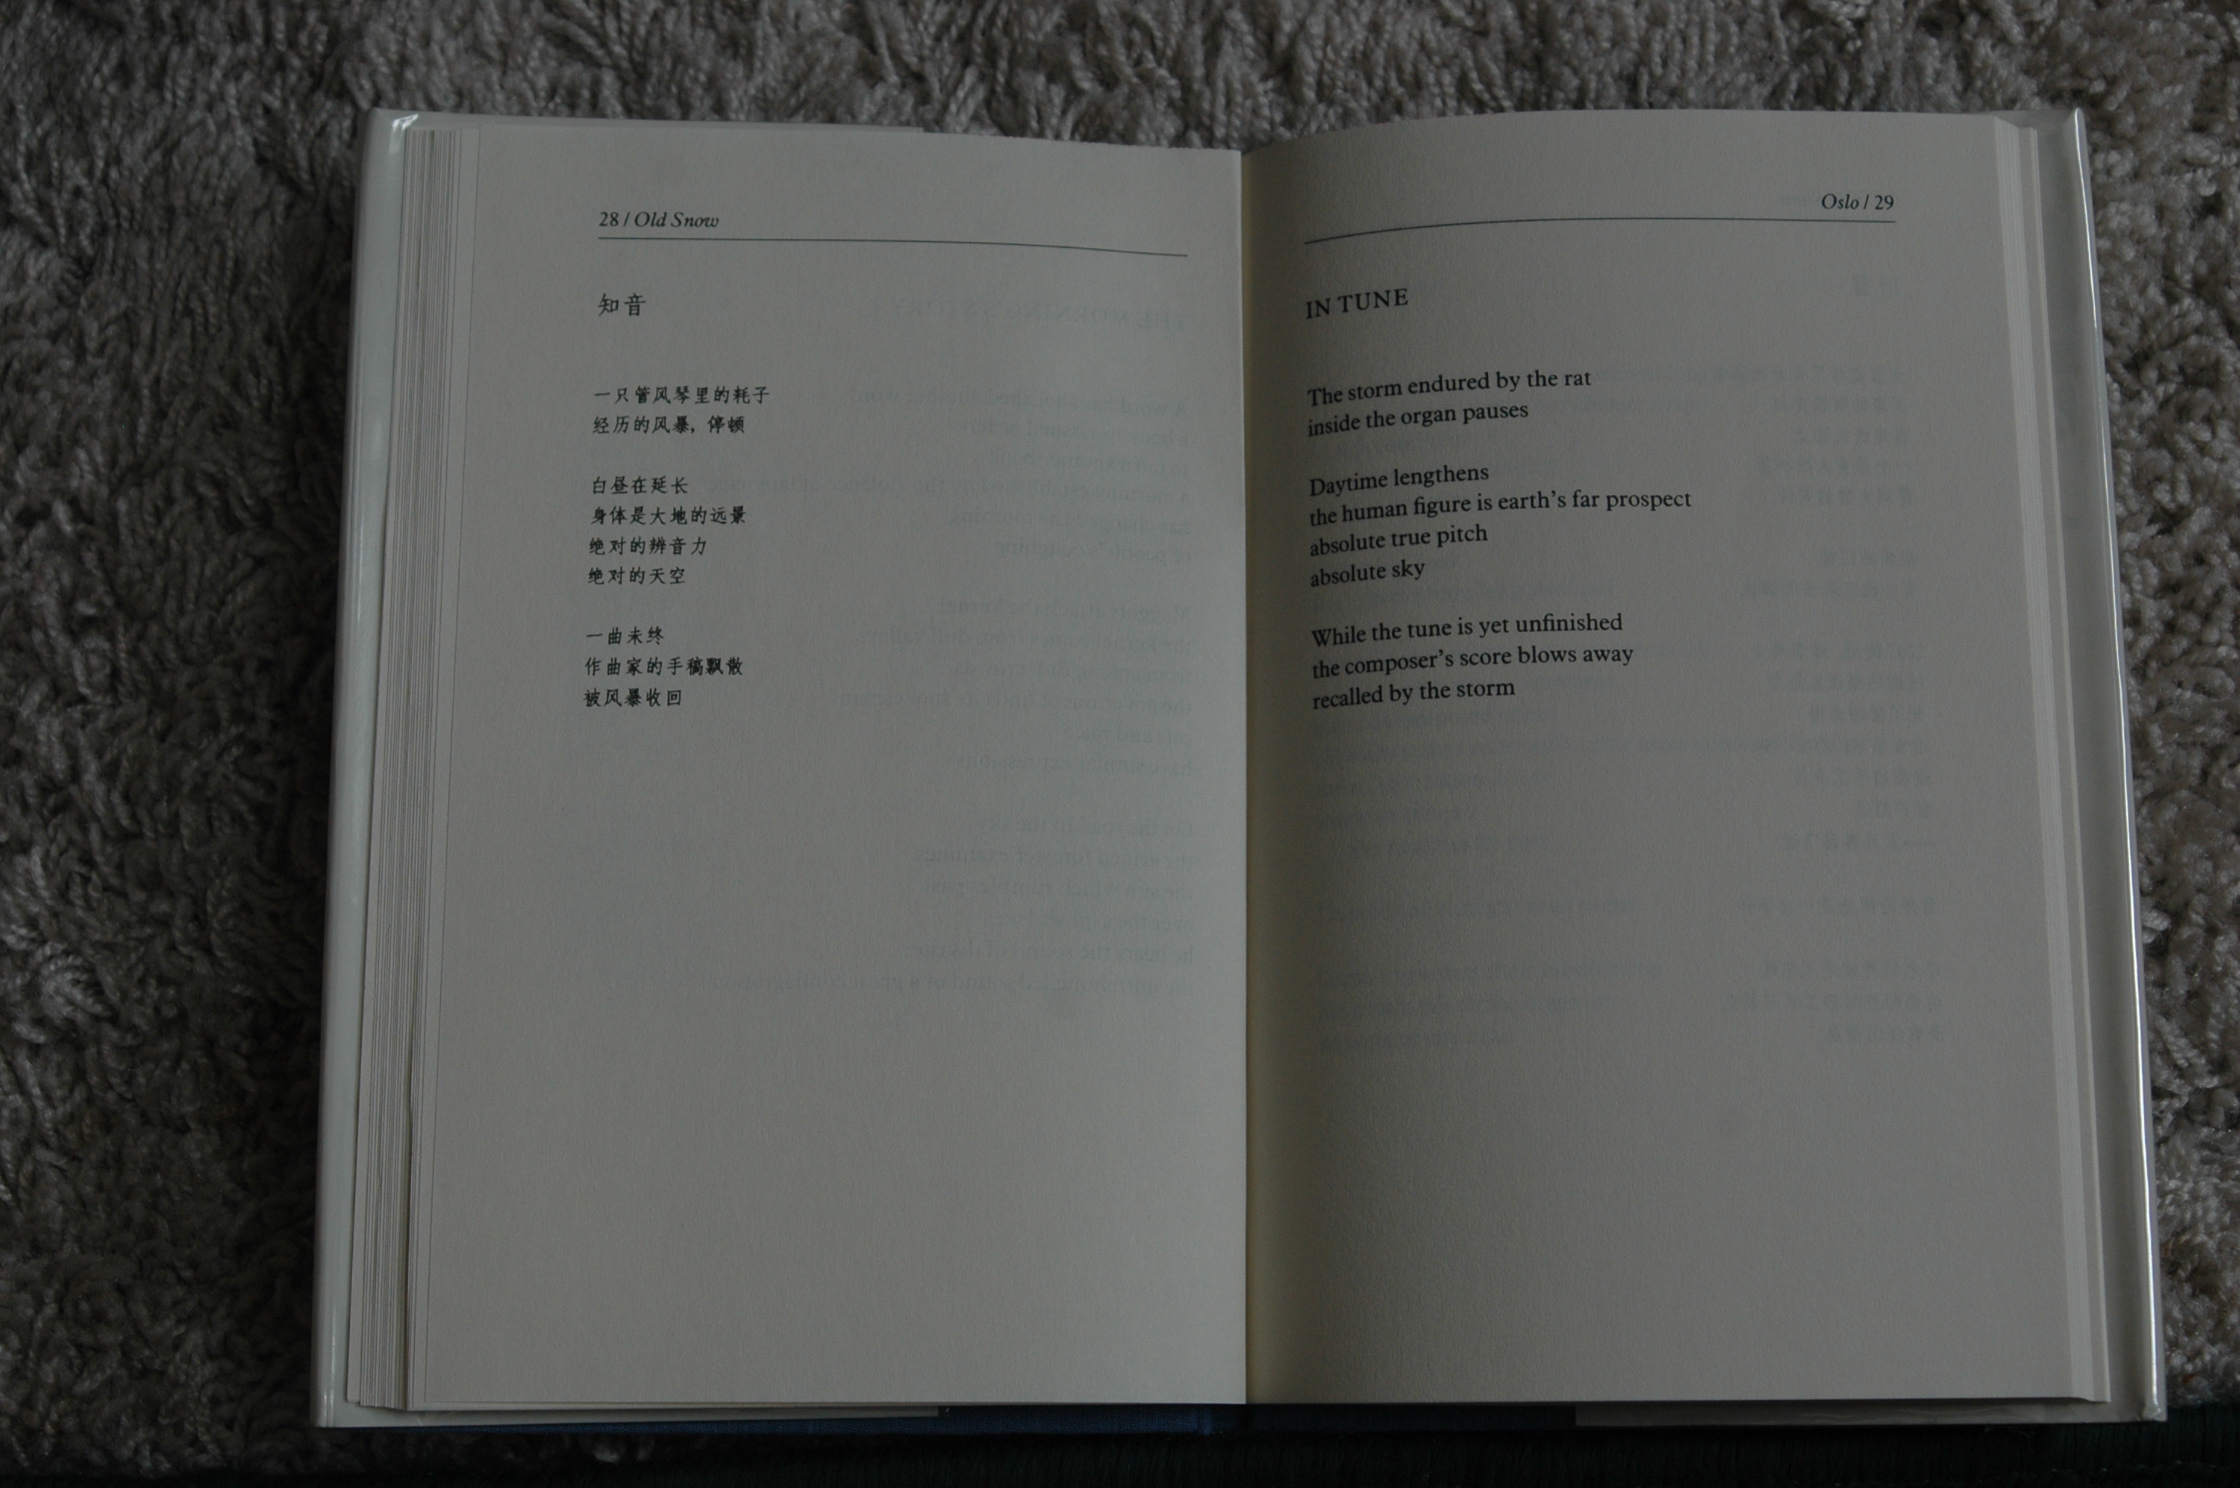 28 / Old Snow
知音
一只管风琴里的耗子
经历的风暴，停顿
白昼在延长
身体是大地的远景
绝对的辨音力
绝对的天空
一曲未终
作曲家的手稿飘散
被风暴收回
Oslo / 29
IN TUNE
The storm endured by the rat
inside the organ pauses
Daytime lengthens
the human figure is earth's far prospect
absolute true pitch
absolute sky
While the tune is yet unfinished
the composer's score blows away
recalled by the storm